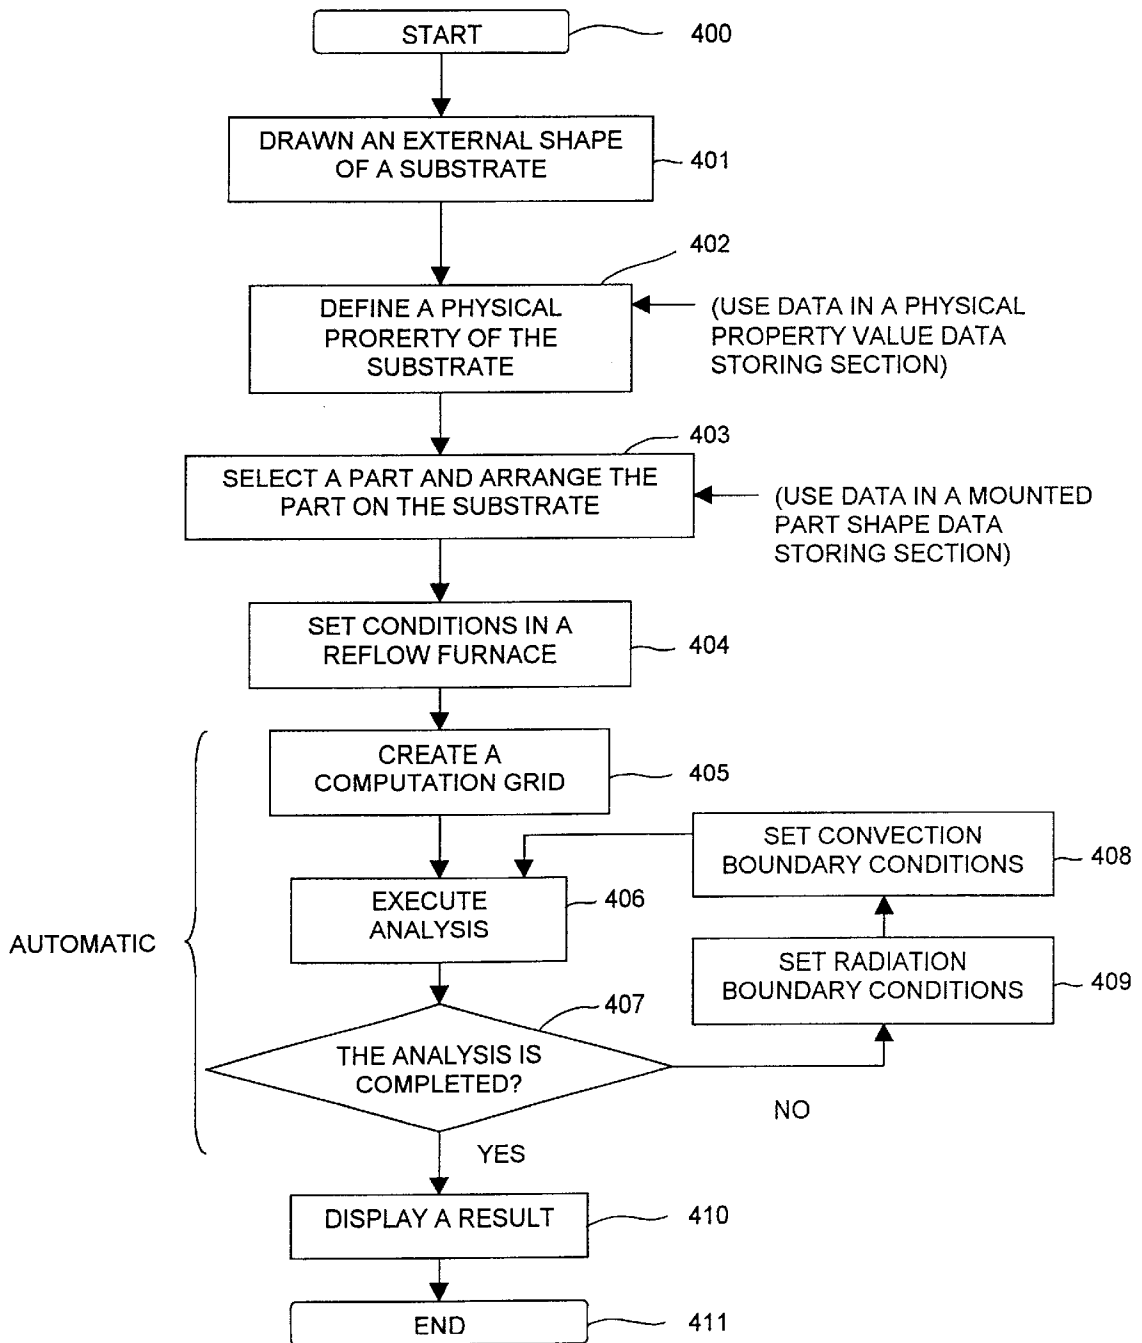 START
400
DRAWN AN EXTERNAL SHAPE
OF A SUBSTRATE
401
402
DEFINE A PHYSICAL
PRORERTY OF THE
SUBSTRATE
(USE DATA IN A PHYSICAL
PROPERTY VALUE DATA
STORING SECTION)
403
SELECT A PART AND ARRANGE THE
PART ON THE SUBSTRATE
(USE DATA IN A MOUNTED
PART SHAPE DATA
STORING SECTION)
SET CONDITIONS IN A
REFLOW FURNACE
404
CREATE A
COMPUTATION GRID
405
SET CONVECTION
BOUNDARY CONDITIONS
408
EXECUTE
ANALYSIS
406
AUTOMATIC
SET RADIATION
BOUNDARY CONDITIONS
409
407
THE ANALYSIS IS
COMPLETED?
NO
YES
DISPLAY A RESULT
410
END
411